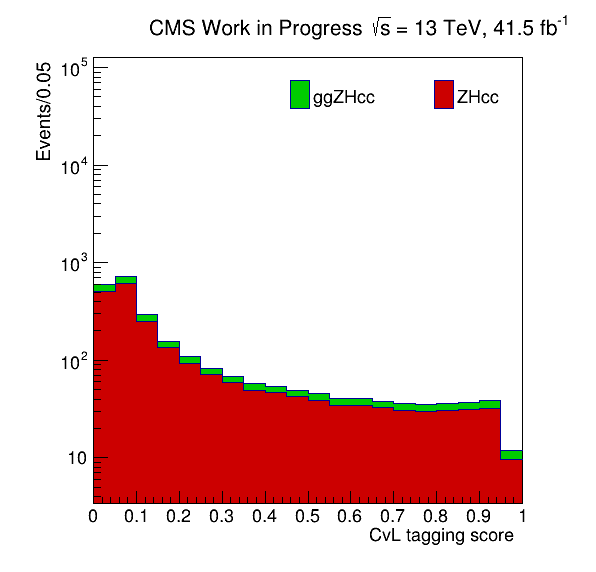 CMS Work in Progress √s = 13 TeV, 41.5 fb⁻¹
Events/0.05
ggZHcc ZHcc
10⁵
10⁴
10³
10²
10
0 0.1 0.2 0.3 0.4 0.5 0.6 0.7 0.8 0.9 1
CvL tagging score